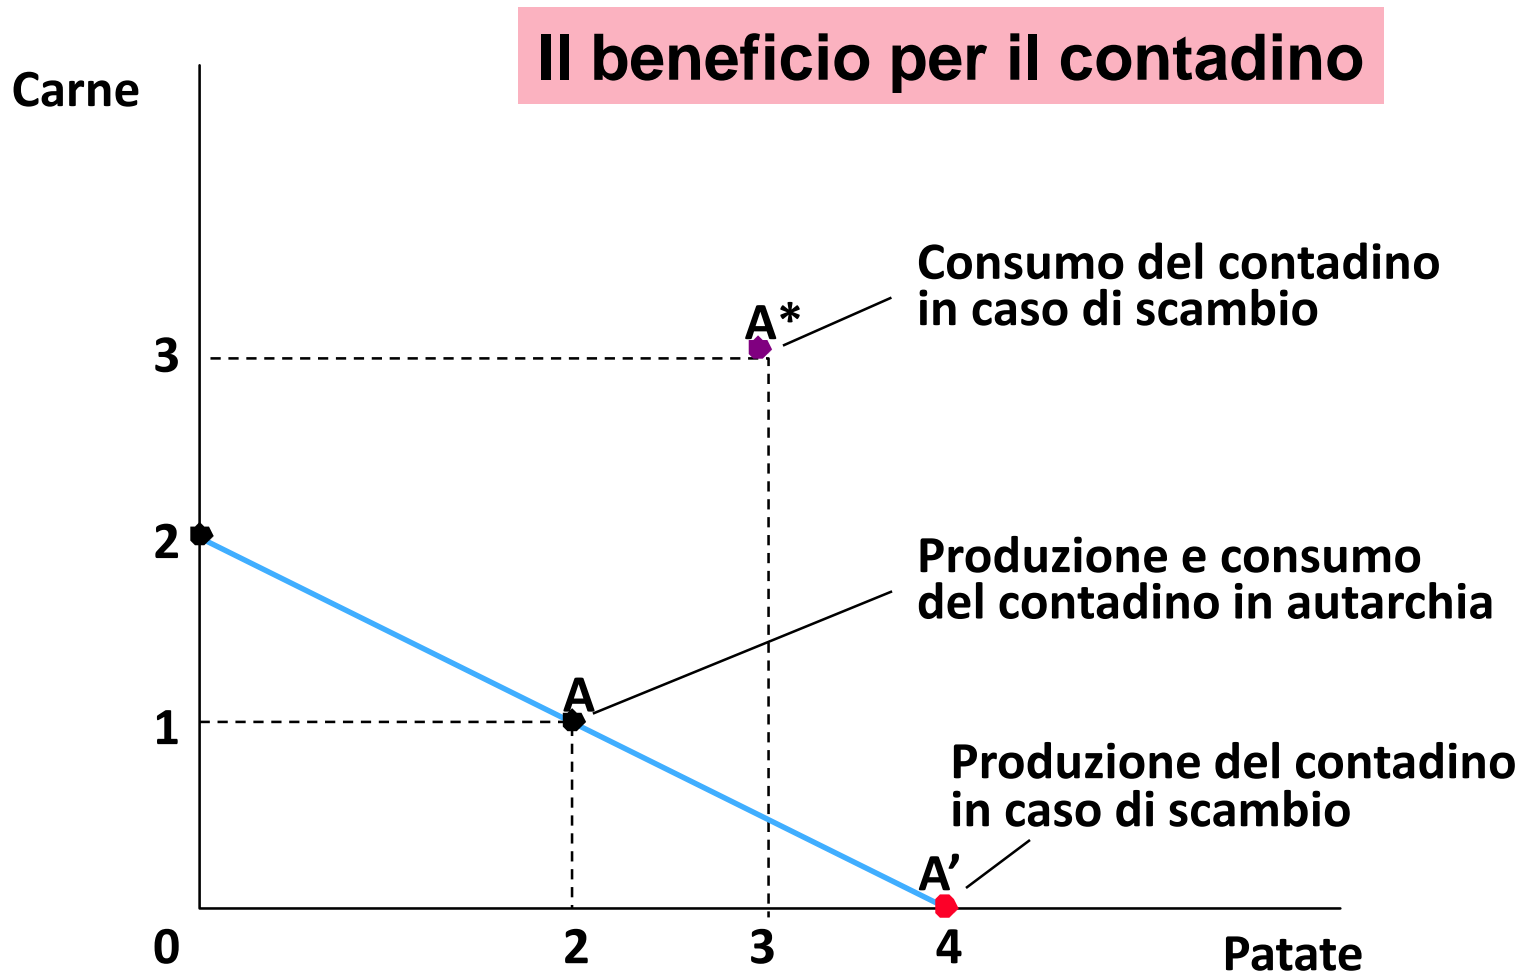 Il beneficio per il contadino
Carne
Consumo del contadino
in caso di scambio
A*
3
2
Produzione e consumo
del contadino in autarchia
A
1
Produzione del contadino
in caso di scambio
A’
0
2
3
4
Patate